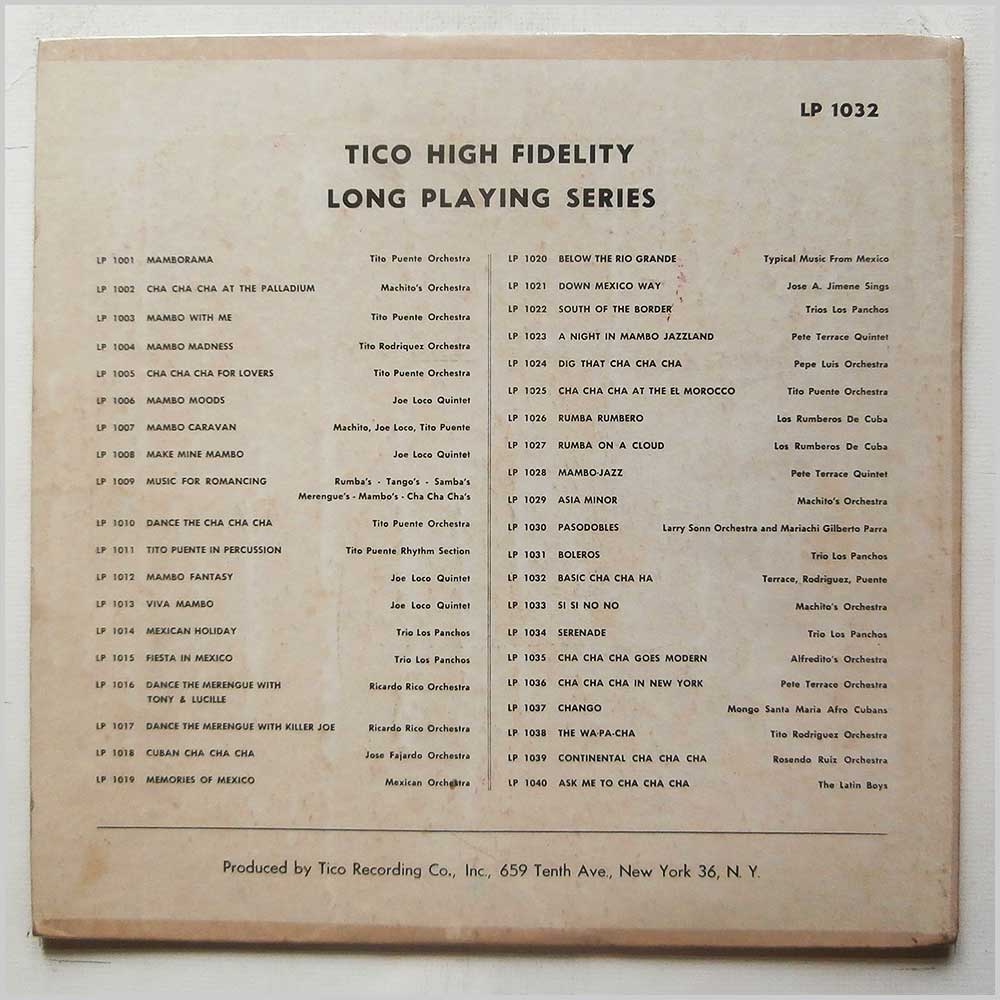 LP 1032
TICO HIGH FIDELITY
LONG PLAYING SERIES
LP 1001 MAMBORAMA Tito Puente Orchestra
LP 1002 CHA CHA CHA AT THE PALLADIUM Machito's Orchestra
LP 1003 MAMBO WITH ME Tito Puente Orchestra
LP 1004 MAMBO MADNESS Tito Rodriquez Orchestra
LP 1005 CHA CHA CHA FOR LOVERS Tito Puente Orchestra
LP 1006 MAMBO MOODS Joe Loco Quintet
LP 1007 MAMBO CARAVAN Machito, Joe Loco, Tito Puente
LP 1008 MAKE MINE MAMBO Joe Loco Quintet
LP 1009 MUSIC FOR ROMANCING Rumba's - Tango's - Samba's
Merengue's - Mambo's - Cha Cha Cha's
LP 1010 DANCE THE CHA CHA CHA Tito Puente Orchestra
LP 1011 TITO PUENTE IN PERCUSSION Tito Puente Rhythm Section
LP 1012 MAMBO FANTASY Joe Loco Quintet
LP 1013 VIVA MAMBO Joe Loco Quintet
LP 1014 MEXICAN HOLIDAY Trio Los Panchos
LP 1015 FIESTA IN MEXICO Trio Los Panchos
LP 1016 DANCE THE MERENGUE WITH Ricardo Rico Orchestra
TONY & LUCILLE
LP 1017 DANCE THE MERENGUE WITH KILLER JOE Ricardo Rico Orchestra
LP 1018 CUBAN CHA CHA CHA Jose Fajardo Orchestra
LP 1019 MEMORIES OF MEXICO Mexican Orchestra
LP 1020 BELOW THE RIO GRANDE Typical Music From Mexico
LP 1021 DOWN MEXICO WAY Jose A. Jimene Sings
LP 1022 SOUTH OF THE BORDER Trios Los Panchos
LP 1023 A NIGHT IN MAMBO JAZZLAND Pete Terrace Quintet
LP 1024 DIG THAT CHA CHA CHA Pepe Luis Orchestra
LP 1025 CHA CHA CHA AT THE EL MOROCCO Tito Puente Orchestra
LP 1026 RUMBA RUMBERO Los Rumberos De Cuba
LP 1027 RUMBA ON A CLOUD Los Rumberos De Cuba
LP 1028 MAMBO-JAZZ Pete Terrace Quintet
LP 1029 ASIA MINOR Machito's Orchestra
LP 1030 PASODOBLES Larry Sonn Orchestra and Mariachi Gilberto Parra
LP 1031 BOLEROS Trio Los Panchos
LP 1032 BASIC CHA CHA HA Terrace, Rodriguez, Puente
LP 1033 SI SI NO NO Machito's Orchestra
LP 1034 SERENADE Trio Los Panchos
LP 1035 CHA CHA CHA GOES MODERN Alfredito's Orchestra
LP 1036 CHA CHA CHA IN NEW YORK Pete Terrace Orchestra
LP 1037 CHANGO Mongo Santa Maria Afro Cubans
LP 1038 THE WA-PA-CHA Tito Rodriguez Orchestra
LP 1039 CONTINENTAL CHA CHA CHA Rosendo Ruiz Orchestra
LP 1040 ASK ME TO CHA CHA CHA The Latin Boys
Produced by Tico Recording Co., Inc., 659 Tenth Ave., New York 36, N. Y.